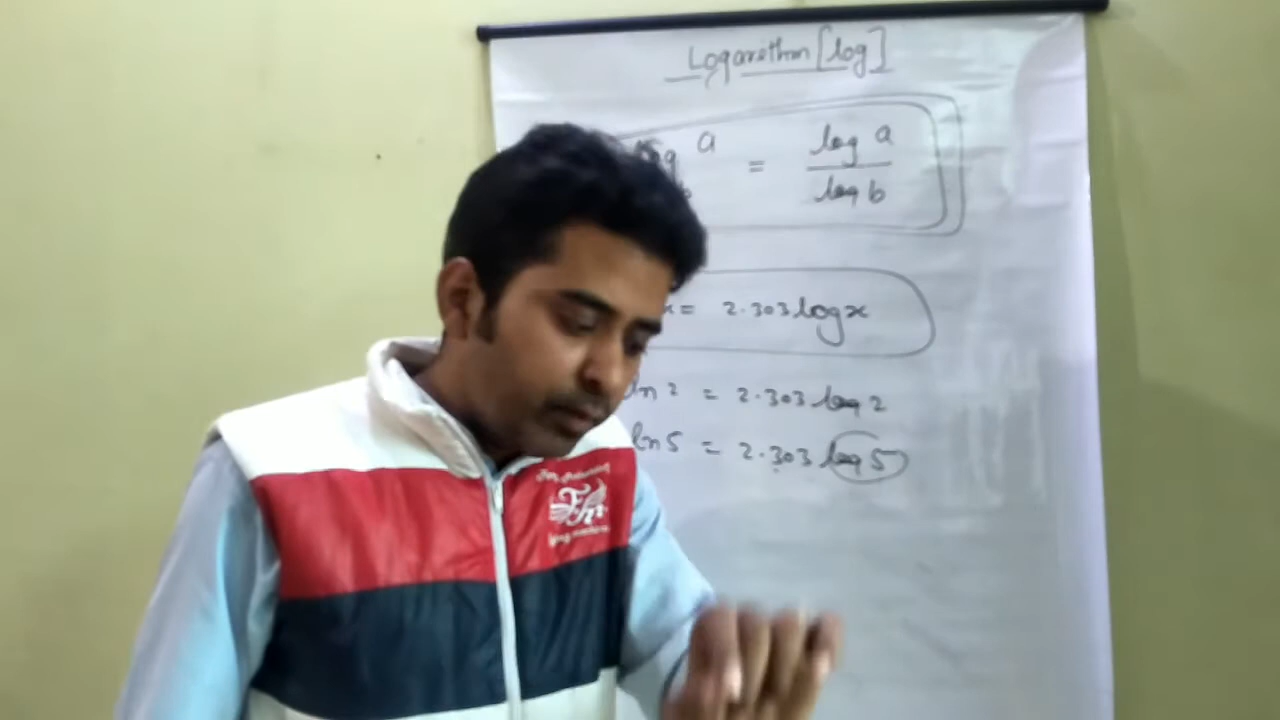 Logarethm [log]
log b a = log a / log b
x = 2.303 log x
ln 2 = 2.303 log 2
ln 5 = 2.303 log 5